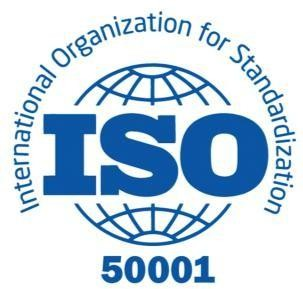 International Organization for Standardization
ISO
50001